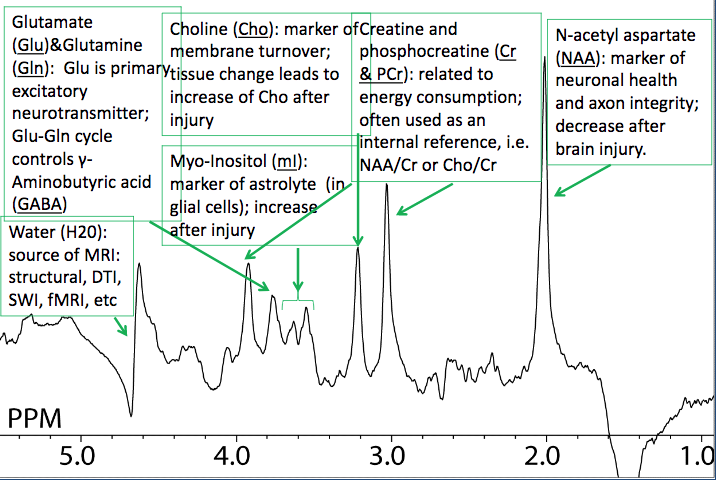 Glutamate
(Glu)&Glutamine
(Gln):  Glu is primary
excitatory
neurotransmitter;
Glu-Gln cycle
controls γ-
Aminobutyric acid
(GABA)
Choline (Cho): marker of
membrane turnover;
tissue change leads to
increase of Cho after
injury
Creatine and
phosphocreatine (Cr
& PCr): related to
energy consumption;
often used as an
internal reference, i.e.
NAA/Cr or Cho/Cr
N-acetyl aspartate
(NAA): marker of
neuronal health
and axon integrity;
decrease after
brain injury.
Myo-Inositol (mI):
marker of astrolyte  (in
glial cells); increase
after injury
Water (H20):
source of MRI:
structural, DTI,
SWI, fMRI, etc
PPM
5.0 4.0 3.0 2.0 1.0